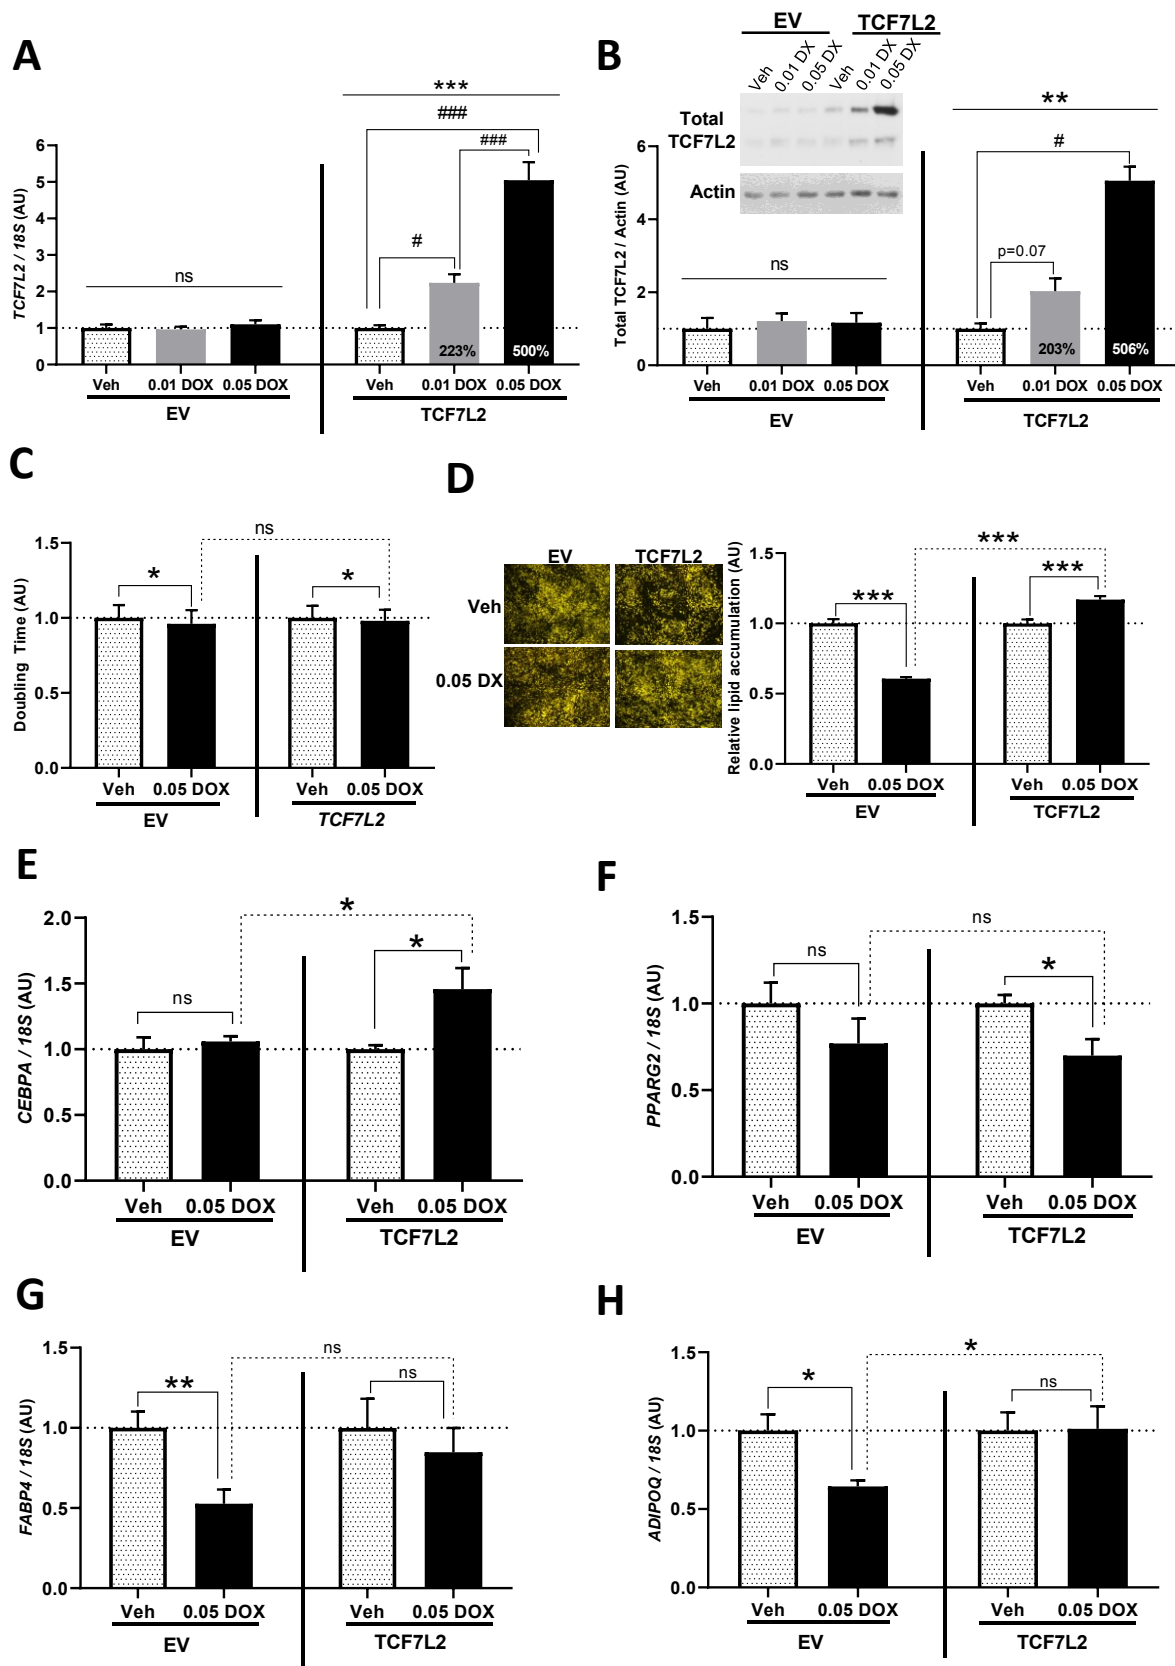 A
***
###
###
#
ns
TCF7L2 / 18S (AU)
6
5
4
3
2
1
0
223%
500%
Veh
0.01 DOX
0.05 DOX
Veh
0.01 DOX
0.05 DOX
EV
TCF7L2
B
EV
TCF7L2
Veh
0.01 DX
0.05 DX
Veh
0.01 DX
0.05 DX
Total
TCF7L2
Actin
**
#
p=0.07
ns
Total TCF7L2 / Actin (AU)
6
4
2
0
203%
506%
Veh
0.01 DOX
0.05 DOX
Veh
0.01 DOX
0.05 DOX
EV
TCF7L2
C
ns
*
*
Doubling Time (AU)
1.5
1.0
0.5
0.0
Veh
0.05 DOX
Veh
0.05 DOX
EV
TCF7L2
D
EV
TCF7L2
Veh
0.05 DX
***
***
***
Relative lipid accumulation (AU)
1.5
1.0
0.5
0.0
Veh
0.05 DOX
Veh
0.05 DOX
EV
TCF7L2
E
*
*
ns
CEBPA / 18S (AU)
2.0
1.5
1.0
0.5
0.0
Veh
0.05 DOX
Veh
0.05 DOX
EV
TCF7L2
F
ns
ns
*
PPARG2 / 18S (AU)
1.5
1.0
0.5
0.0
Veh
0.05 DOX
Veh
0.05 DOX
EV
TCF7L2
G
ns
**
ns
FABP4 / 18S (AU)
1.5
1.0
0.5
0.0
Veh
0.05 DOX
Veh
0.05 DOX
EV
TCF7L2
H
*
*
ns
ADIPOQ / 18S (AU)
1.5
1.0
0.5
0.0
Veh
0.05 DOX
Veh
0.05 DOX
EV
TCF7L2